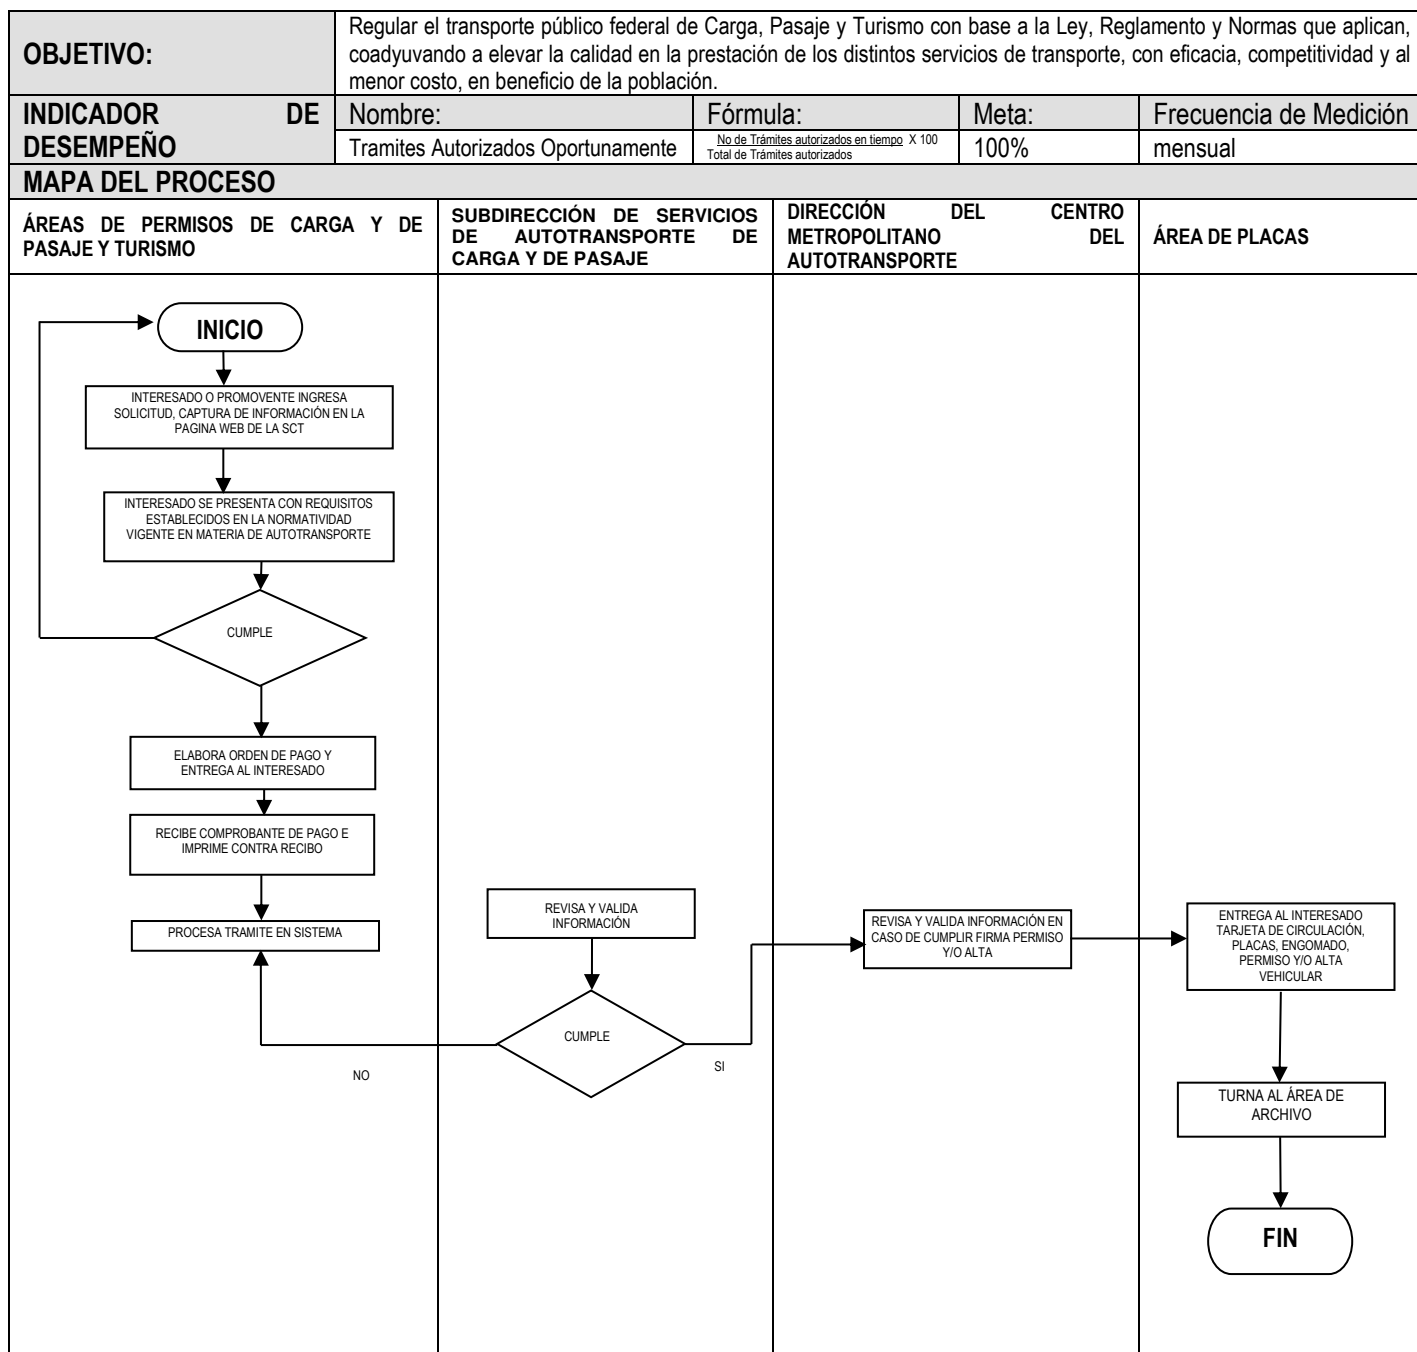 OBJETIVO:
Regular el transporte público federal de Carga, Pasaje y Turismo con base a la Ley, Reglamento y Normas que aplican,
coadyuvando a elevar la calidad en la prestación de los distintos servicios de transporte, con eficacia, competitividad y al
menor costo, en beneficio de la población.
INDICADOR DE
DESEMPEÑO
Nombre:
Fórmula:
Meta:
Frecuencia de Medición
Tramites Autorizados Oportunamente
No de Trámites autorizados en tiempo X 100
Total de Trámites autorizados
100%
mensual
MAPA DEL PROCESO
ÁREAS DE PERMISOS DE CARGA Y DE
PASAJE Y TURISMO
SUBDIRECCIÓN DE SERVICIOS
DE AUTOTRANSPORTE DE
CARGA Y DE PASAJE
DIRECCIÓN DEL CENTRO
METROPOLITANO DEL
AUTOTRANSPORTE
ÁREA DE PLACAS
INICIO
INTERESADO O PROMOVENTE INGRESA
SOLICITUD, CAPTURA DE INFORMACIÓN EN LA
PAGINA WEB DE LA SCT
INTERESADO SE PRESENTA CON REQUISITOS
ESTABLECIDOS EN LA NORMATIVIDAD
VIGENTE EN MATERIA DE AUTOTRANSPORTE
CUMPLE
ELABORA ORDEN DE PAGO Y
ENTREGA AL INTERESADO
RECIBE COMPROBANTE DE PAGO E
IMPRIME CONTRA RECIBO
PROCESA TRAMITE EN SISTEMA
REVISA Y VALIDA
INFORMACIÓN
CUMPLE
NO
SI
REVISA Y VALIDA INFORMACIÓN EN
CASO DE CUMPLIR FIRMA PERMISO
Y/O ALTA
ENTREGA AL INTERESADO
TARJETA DE CIRCULACIÓN,
PLACAS, ENGOMADO,
PERMISO Y/O ALTA
VEHICULAR
TURNA AL ÁREA DE
ARCHIVO
FIN